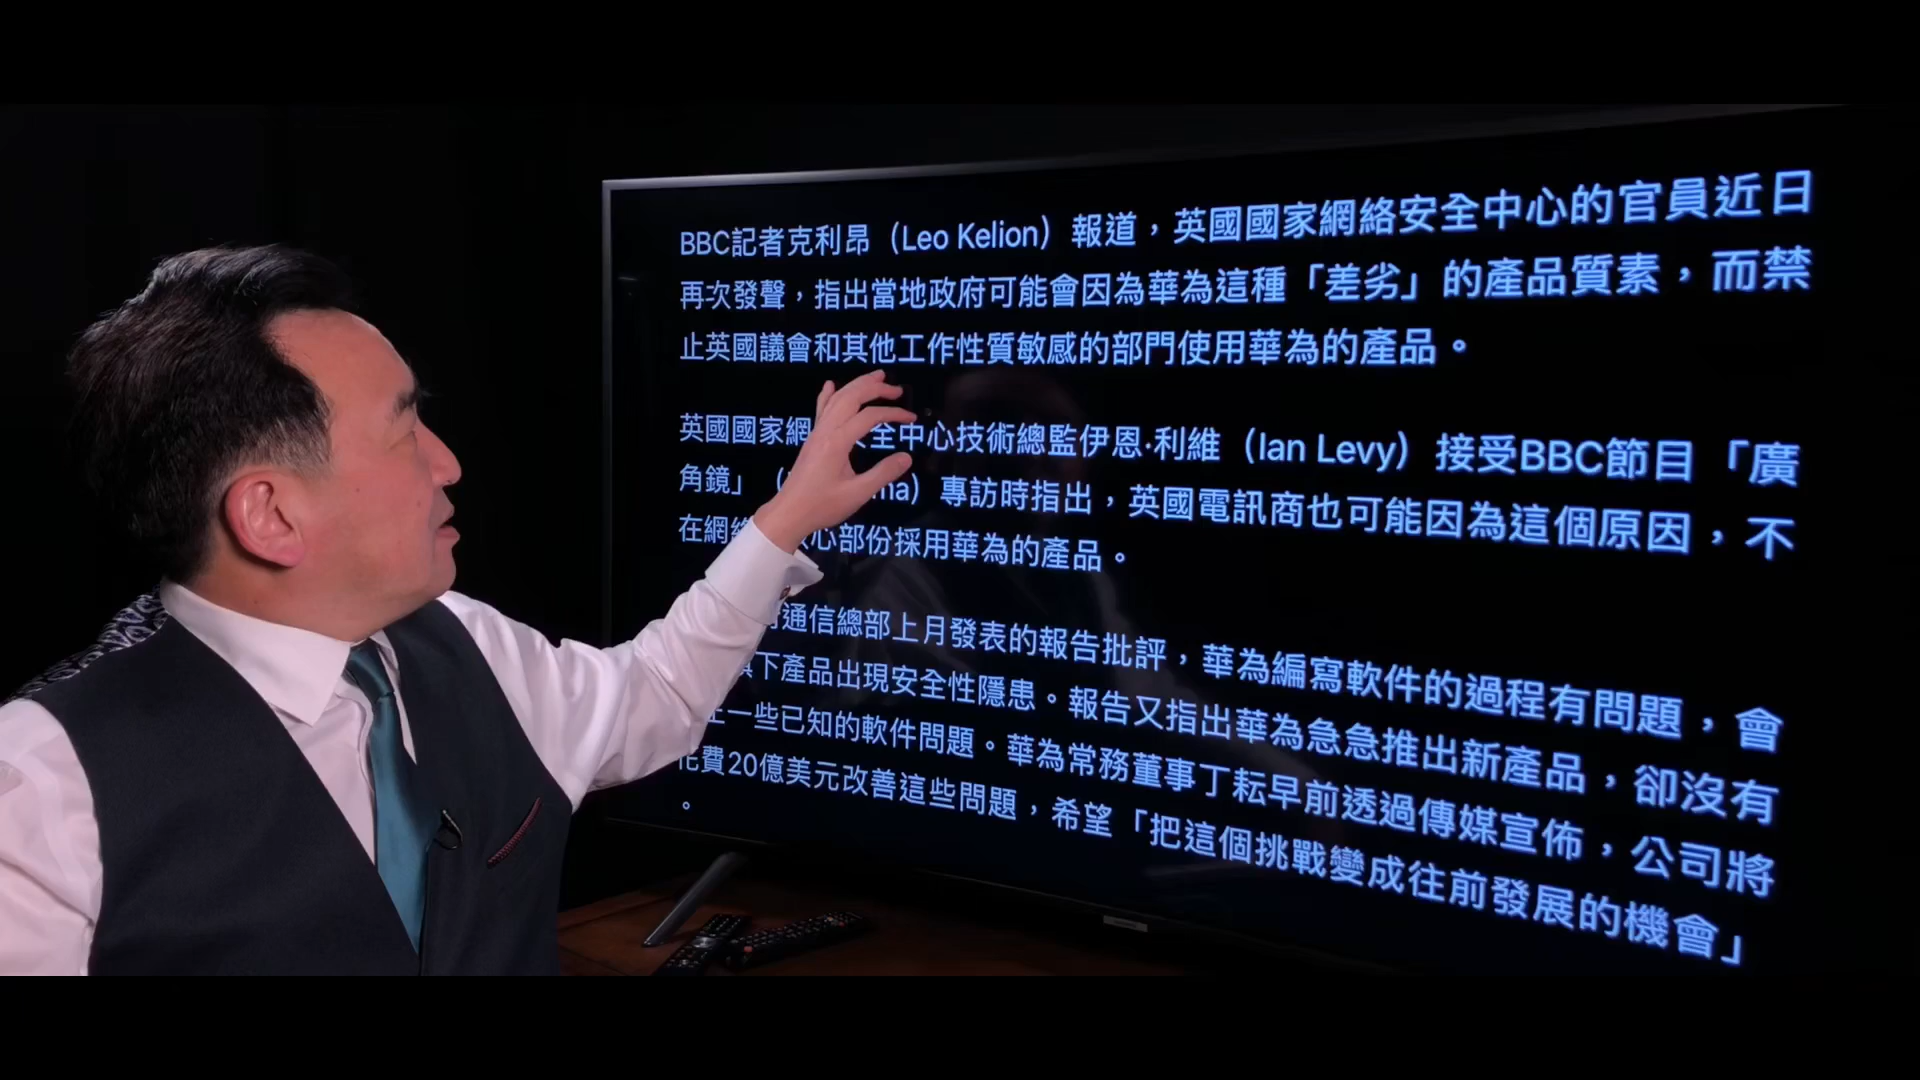 BBC記者克利昂（Leo Kelion）報道，英國國家網絡安全中心的官員近日
再次發聲，指出當地政府可能會因為華為這種「差劣」的產品質素，而禁
止英國議會和其他工作性質敏感的部門使用華為的產品。
英國國家網 全中心技術總監伊恩·利維（Ian Levy）接受BBC節目「廣
角鏡」（ ma）專訪時指出，英國電訊商也可能因為這個原因，不
在網 心部份採用華為的產品。
通信總部上月發表的報告批評，華為編寫軟件的過程有問題，會
下產品出現安全性隱患。報告又指出華為急急推出新產品，卻沒有
一些已知的軟件問題。華為常務董事丁耘早前透過傳媒宣佈，公司將
花費20億美元改善這些問題，希望「把這個挑戰變成往前發展的機會」
。